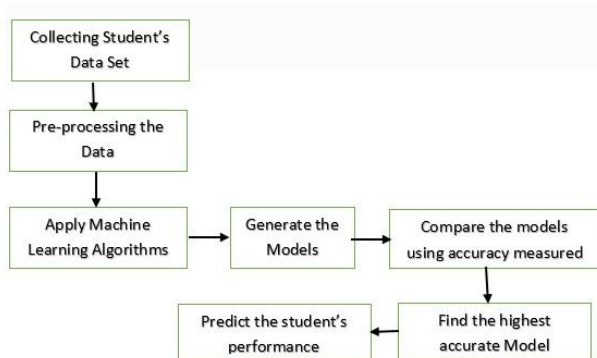 Collecting Student's
Data Set
Pre-processing the
Data
Apply Machine
Learning Algorithms
Generate the
Models
Compare the models
using accuracy measured
Find the highest
accurate Model
Predict the student's
performance